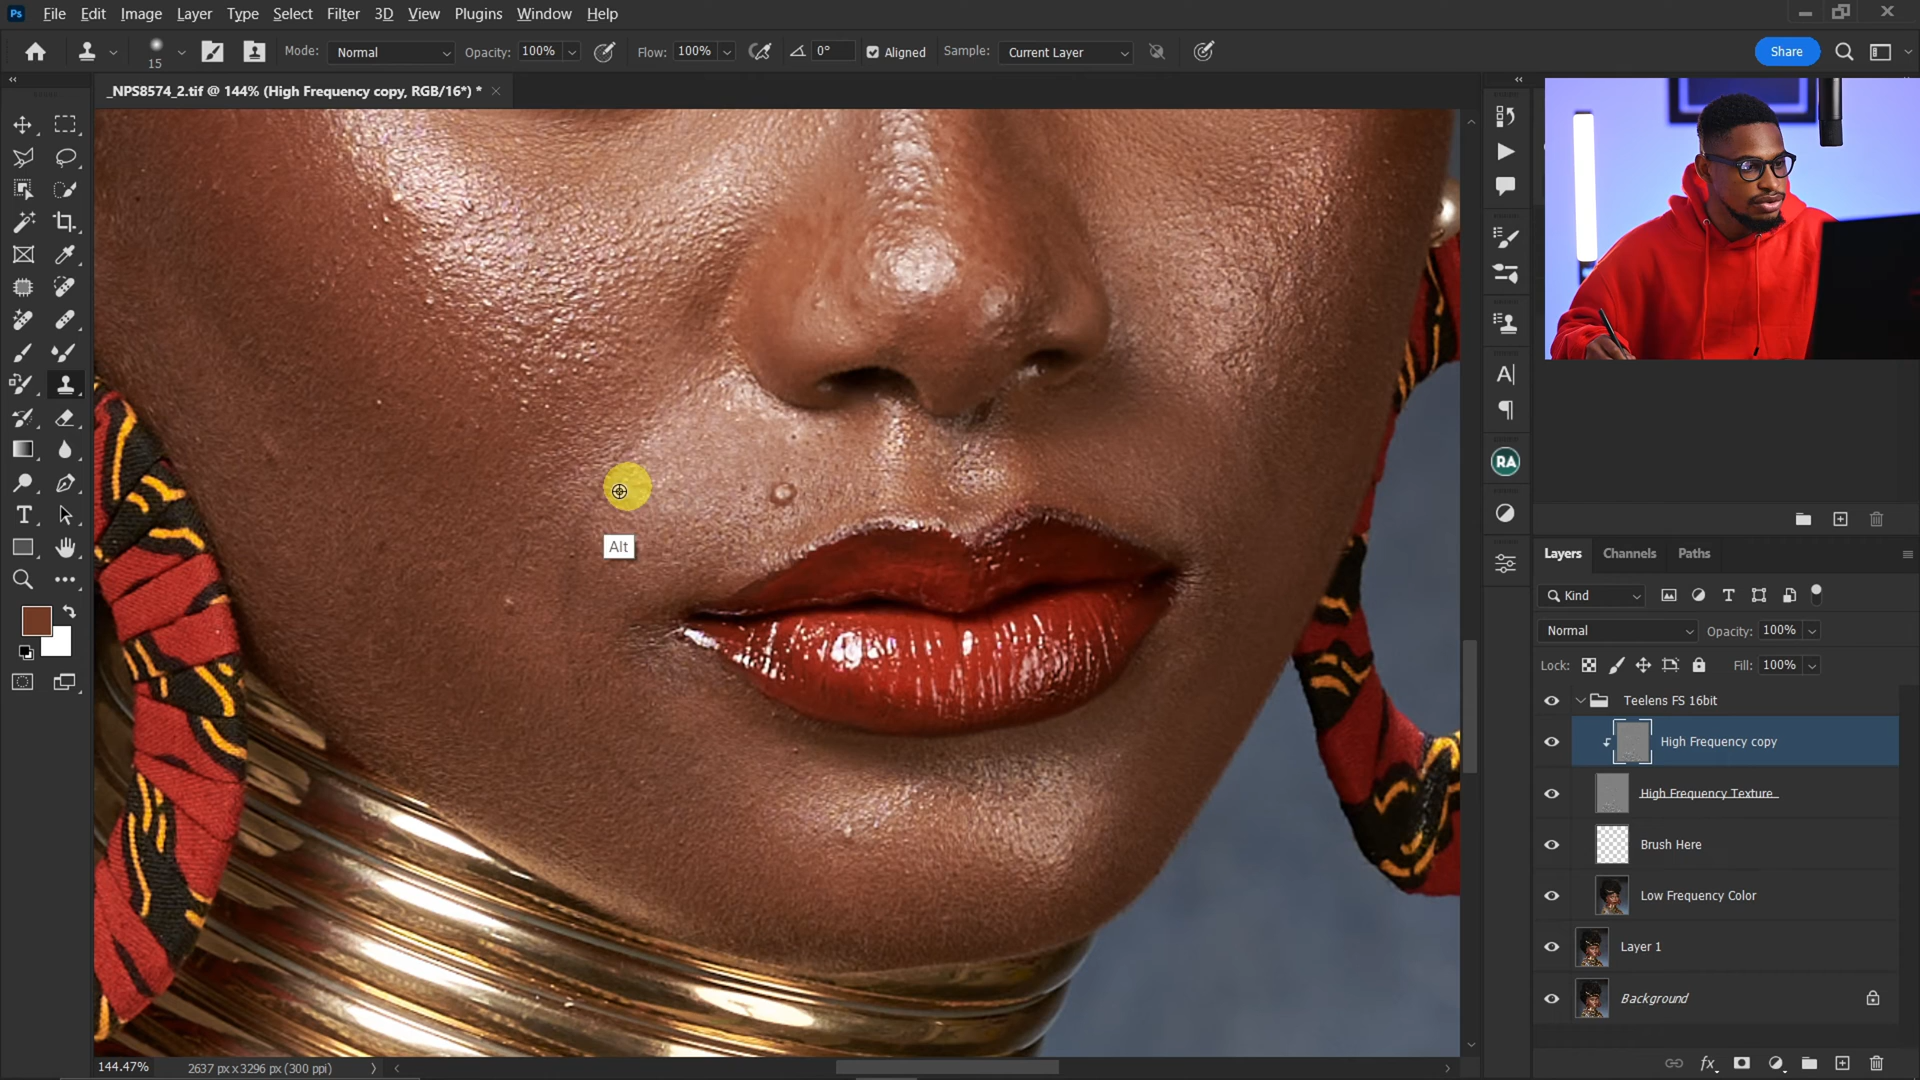 Ps File Edit Image Layer Type Select Filter 3D View Plugins Window Help
15 Mode: Normal Opacity: 100% Flow: 100% 0° Aligned Sample: Current Layer Share
_NPS8574_2.tif @ 144% (High Frequency copy, RGB/16*) *
A
RA
Alt
T
Layers Channels Paths
Kind
Normal Opacity: 100%
Lock: Fill: 100%
Teelens FS 16bit
High Frequency copy
High Frequency Texture
Brush Here
Low Frequency Color
Layer 1
Background
fx
144.47% 2637 px x 3296 px (300 ppi)